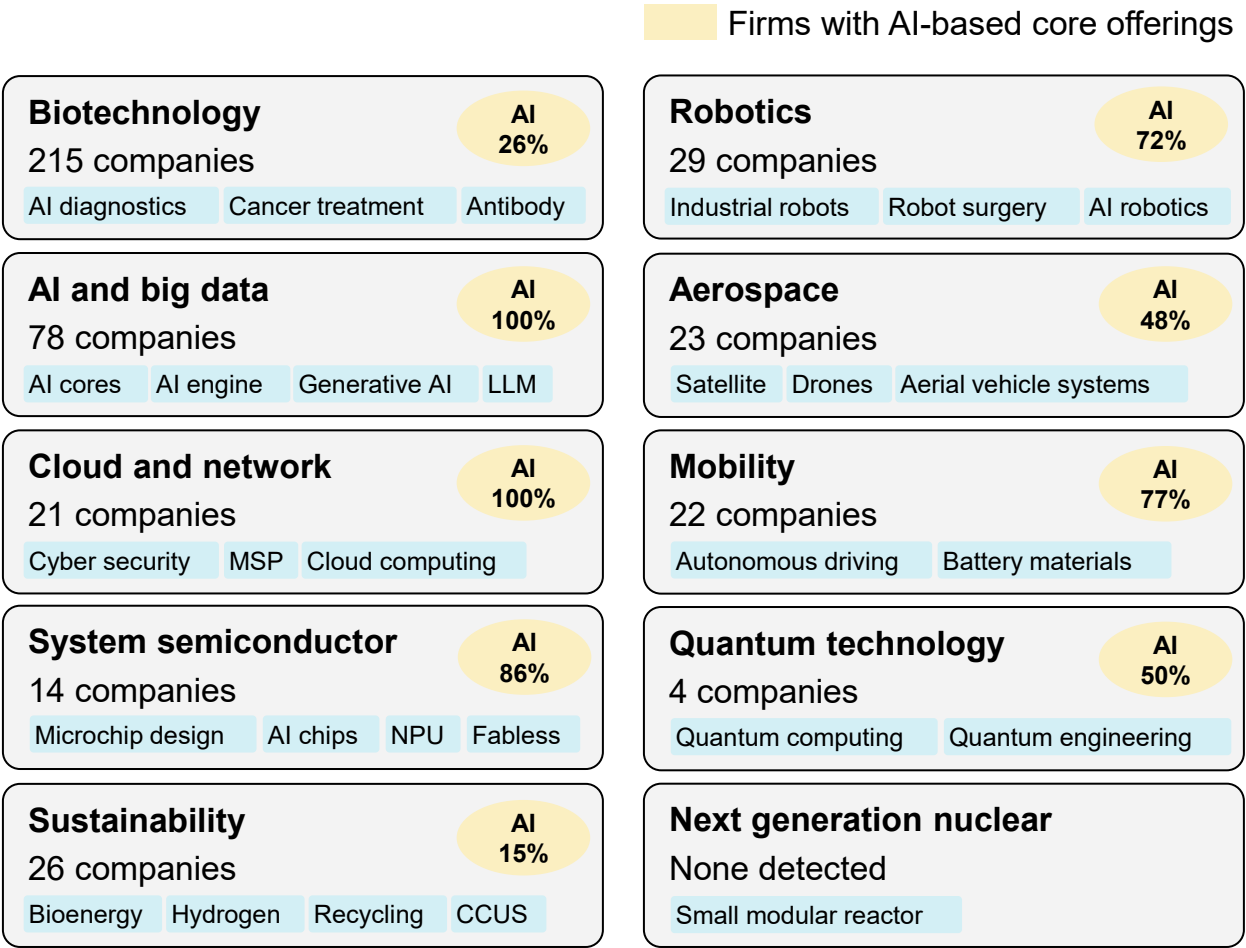 Firms with AI-based core offerings
Biotechnology
215 companies
AI
26%
AI diagnostics Cancer treatment Antibody
Robotics
29 companies
AI
72%
Industrial robots Robot surgery AI robotics
AI and big data
78 companies
AI
100%
AI cores AI engine Generative AI LLM
Aerospace
23 companies
AI
48%
Satellite Drones Aerial vehicle systems
Cloud and network
21 companies
AI
100%
Cyber security MSP Cloud computing
Mobility
22 companies
AI
77%
Autonomous driving Battery materials
System semiconductor
14 companies
AI
86%
Microchip design AI chips NPU Fabless
Quantum technology
4 companies
AI
50%
Quantum computing Quantum engineering
Sustainability
26 companies
AI
15%
Bioenergy Hydrogen Recycling CCUS
Next generation nuclear
None detected
Small modular reactor